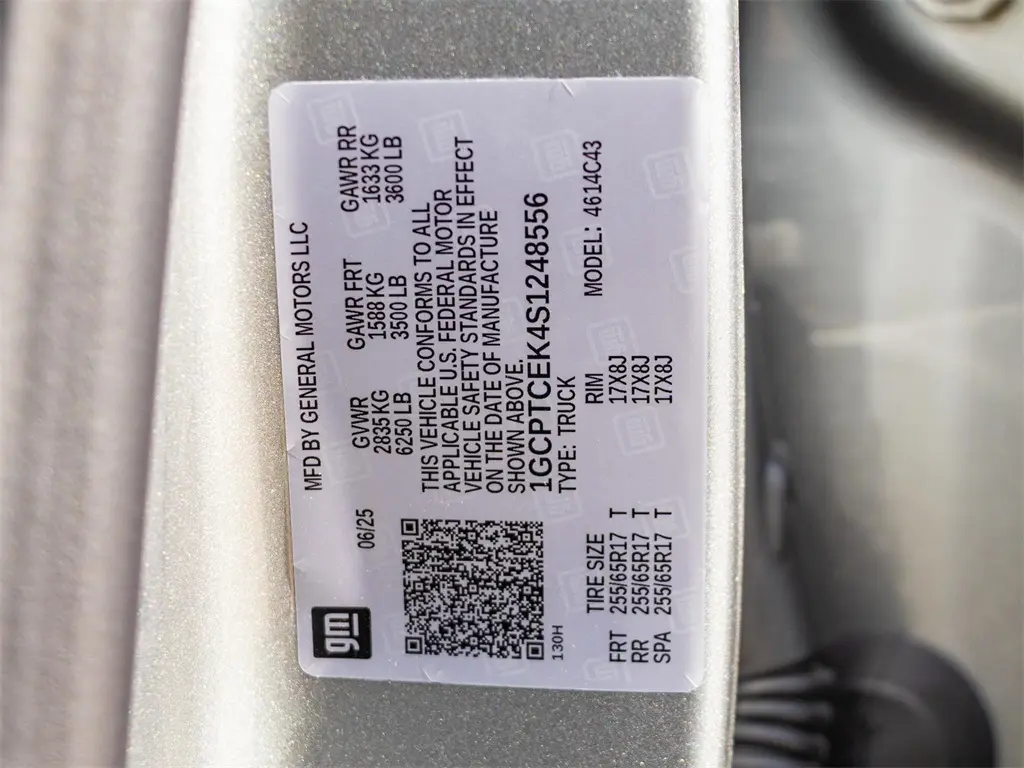 MFD BY GENERAL MOTORS LLC
gm
06/25
GVWR
2835 KG
6250 LB
GAWR FRT
1588 KG
3500 LB
GAWR RR
1633 KG
3600 LB
THIS VEHICLE CONFORMS TO ALL
APPLICABLE U.S. FEDERAL MOTOR
VEHICLE SAFETY STANDARDS IN EFFECT
ON THE DATE OF MANUFACTURE
SHOWN ABOVE.
1GCPTCEK4S1248556
TYPE: TRUCK
MODEL: 4614C43
130H
TIRE SIZE RIM
FRT 255/65R17 T 17X8J
RR 255/65R17 T 17X8J
SPA 255/65R17 T 17X8J